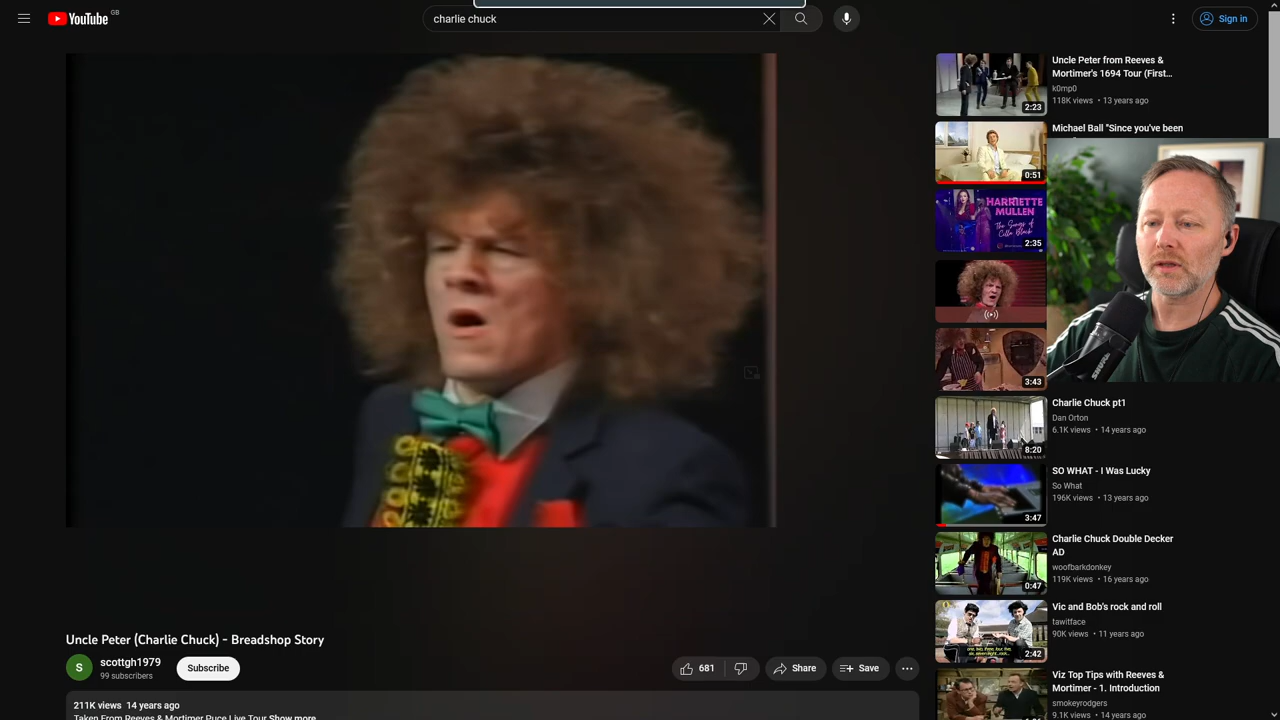 YouTube GB
charlie chuck
Sign in
Uncle Peter from Reeves &
Mortimer's 1694 Tour (First...
k0mp0
118K views • 13 years ago
2:23
Michael Ball "Since you've been
0:51
HARRIETTE
MULLEN
The Songs of
Cilla Black
2:35
3:43
Charlie Chuck pt1
Dan Orton
6.1K views • 14 years ago
8:20
SO WHAT - I Was Lucky
So What
196K views • 13 years ago
3:47
Charlie Chuck Double Decker
AD
woofbarkdonkey
119K views • 16 years ago
0:47
Vic and Bob's rock and roll
tawitface
90K views • 11 years ago
2:42
Viz Top Tips with Reeves &
Mortimer - 1. Introduction
smokeyrodgers
9.1K views • 14 years ago
SHURE
Uncle Peter (Charlie Chuck) - Breadshop Story
S
scottgh1979
99 subscribers
Subscribe
681
Share
Save
211K views 14 years ago
Taken From Reeves & Mortimer Puce Live Tour Show more